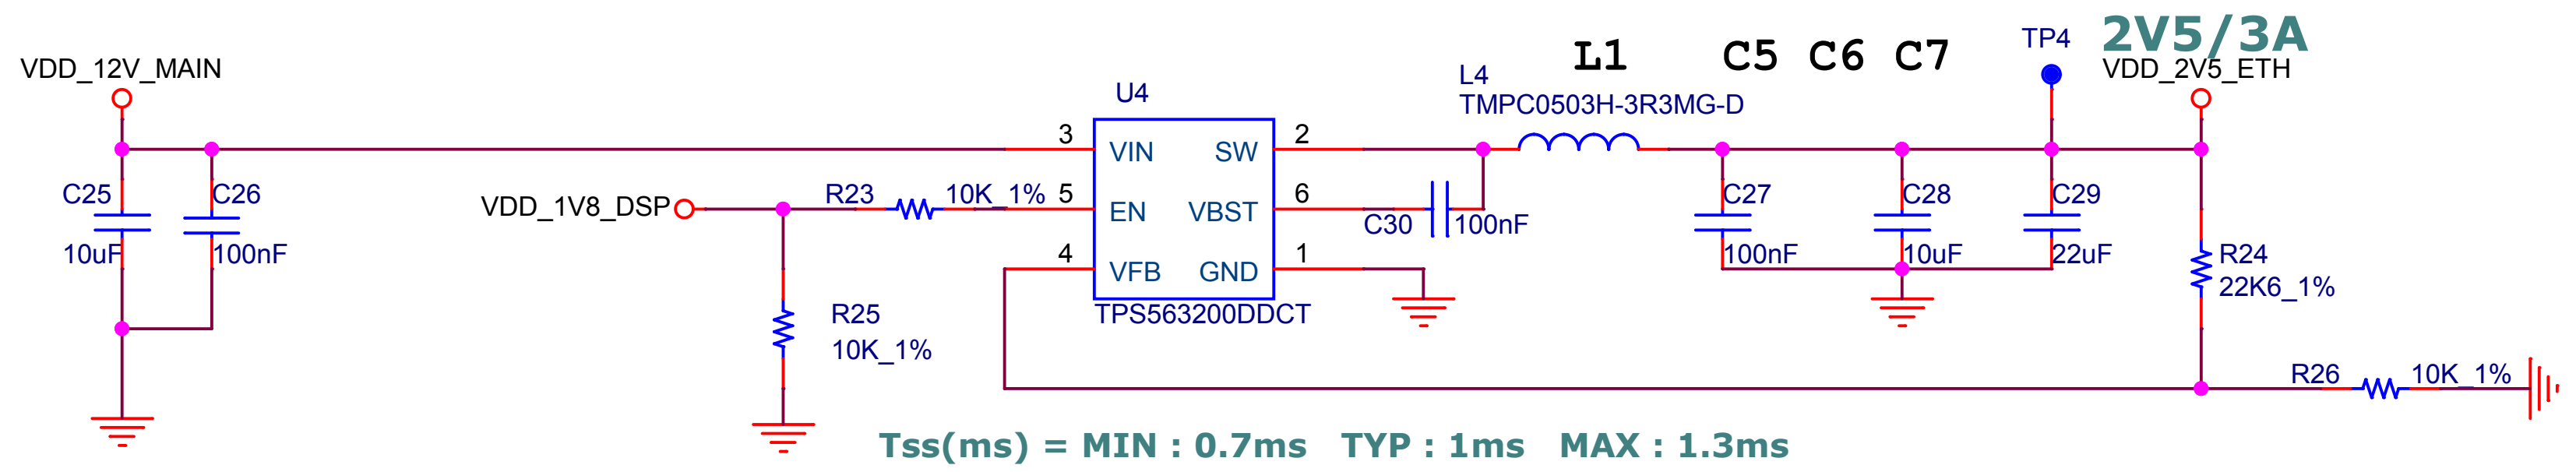 2V5/3A
VDD_12V_MAIN
L1 C5 C6 C7
TP4
VDD_2V5_ETH
U4
L4
TMPC0503H-3R3MG-D
3 VIN SW 2
C25
10uF
C26
100nF
VDD_1V8_DSP
R23 10K_1%
5 EN VBST 6
C30 100nF
4 VFB GND 1
TPS563200DDCT
C27
100nF
C28
10uF
C29
22uF
R24
22K6_1%
R25
10K_1%
R26 10K_1%
Tss(ms) = MIN : 0.7ms TYP : 1ms MAX : 1.3ms